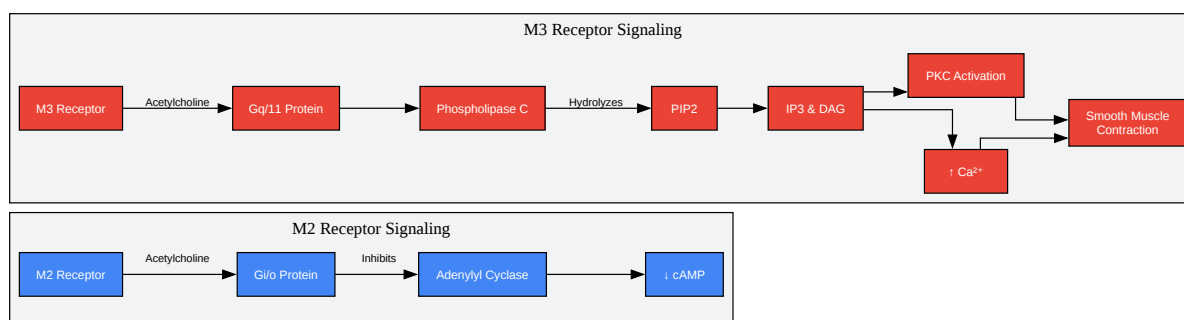 M3 Receptor Signaling
M3 Receptor
Acetylcholine
Gq/11 Protein
Phospholipase C
Hydrolyzes
PIP2
IP3 & DAG
PKC Activation
↑ Ca²⁺
Smooth Muscle
Contraction
M2 Receptor Signaling
M2 Receptor
Acetylcholine
Gi/o Protein
Inhibits
Adenylyl Cyclase
↓ cAMP